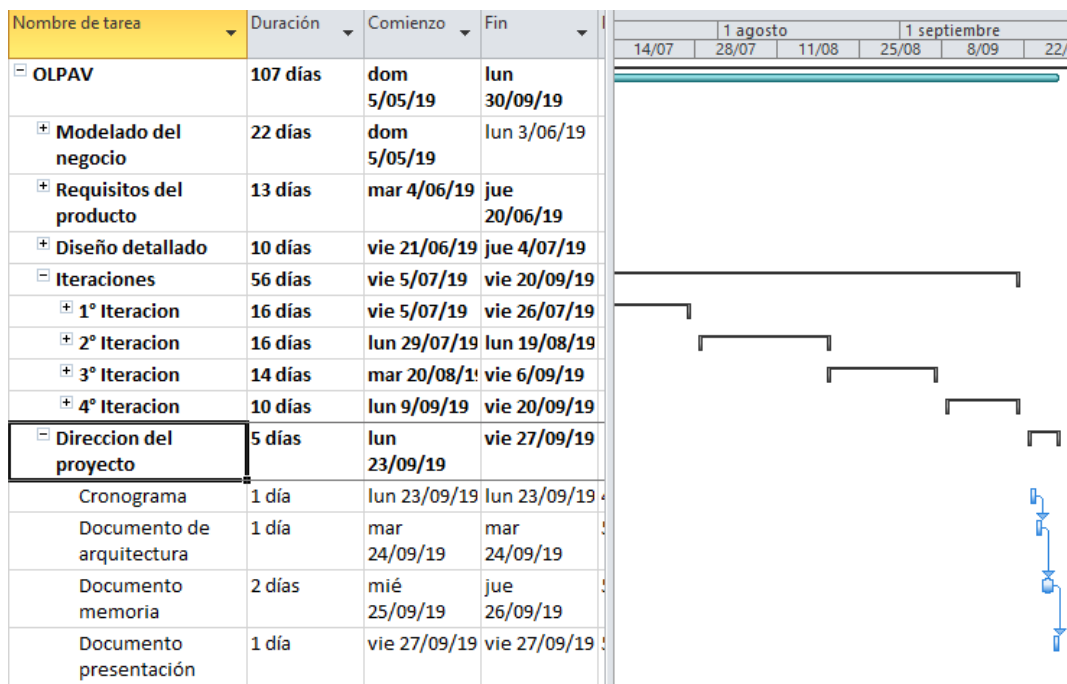 Nombre de tarea Duración Comienzo Fin
1 agosto 1 septiembre
14/07 28/07 11/08 25/08 8/09 22/
OLPAV 107 días dom lun
5/05/19 30/09/19
Modelado del 22 días dom lun 3/06/19
negocio 5/05/19
Requisitos del 13 días mar 4/06/19 jue
producto 20/06/19
Diseño detallado 10 días vie 21/06/19 jue 4/07/19
Iteraciones 56 días vie 5/07/19 vie 20/09/19
1° Iteracion 16 días vie 5/07/19 vie 26/07/19
2° Iteracion 16 días lun 29/07/19 lun 19/08/19
3° Iteracion 14 días mar 20/08/1 vie 6/09/19
4° Iteracion 10 días lun 9/09/19 vie 20/09/19
Direccion del 5 días lun vie 27/09/19
proyecto 23/09/19
Cronograma 1 día lun 23/09/19 lun 23/09/19
Documento de 1 día mar mar
arquitectura 24/09/19 24/09/19
Documento 2 días mié jue
memoria 25/09/19 26/09/19
Documento 1 día vie 27/09/19 vie 27/09/19
presentación